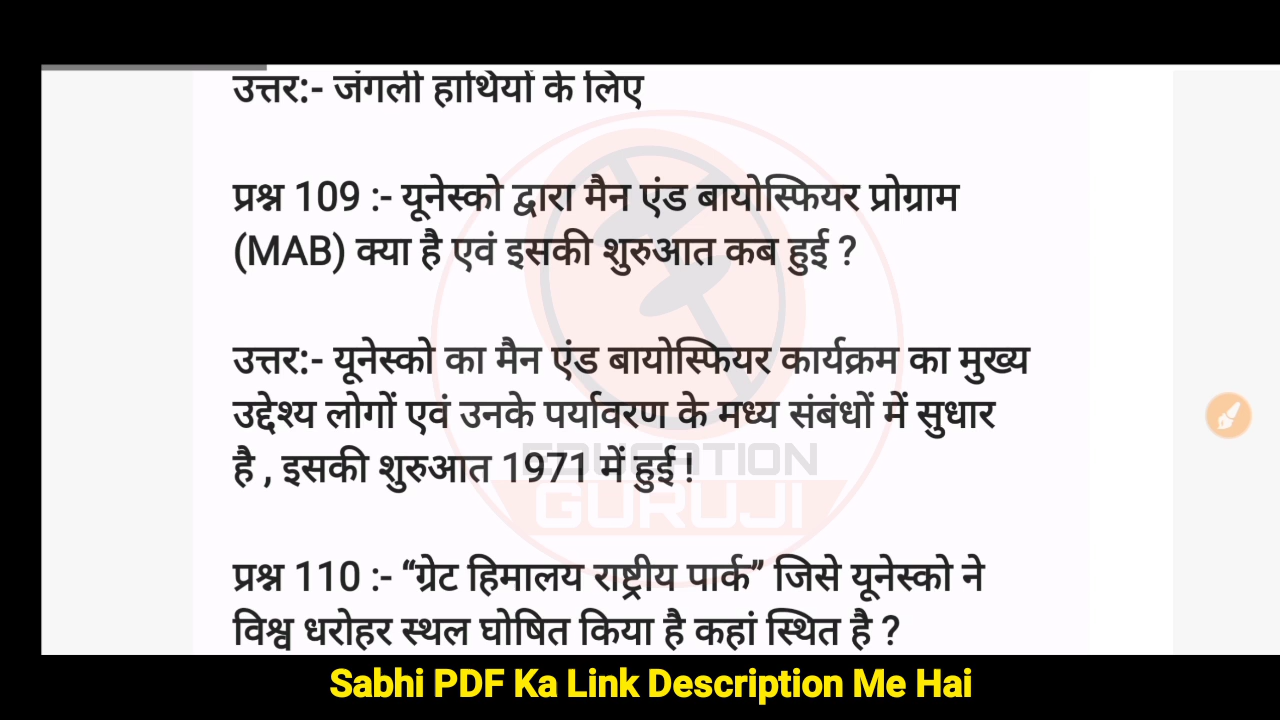 उत्तर:- जंगली हाथियों के लिए
प्रश्न 109 :- यूनेस्को द्वारा मैन एंड बायोस्फियर प्रोग्राम
(MAB) क्या है एवं इसकी शुरुआत कब हुई ?
उत्तर:- यूनेस्को का मैन एंड बायोस्फियर कार्यक्रम का मुख्य
उद्देश्य लोगों एवं उनके पर्यावरण के मध्य संबंधों में सुधार
है , इसकी शुरुआत 1971 में हुई !
EDUCATION
GURUJI
प्रश्न 110 :- “ग्रेट हिमालय राष्ट्रीय पार्क” जिसे यूनेस्को ने
विश्व धरोहर स्थल घोषित किया है कहां स्थित है ?
Sabhi PDF Ka Link Description Me Hai